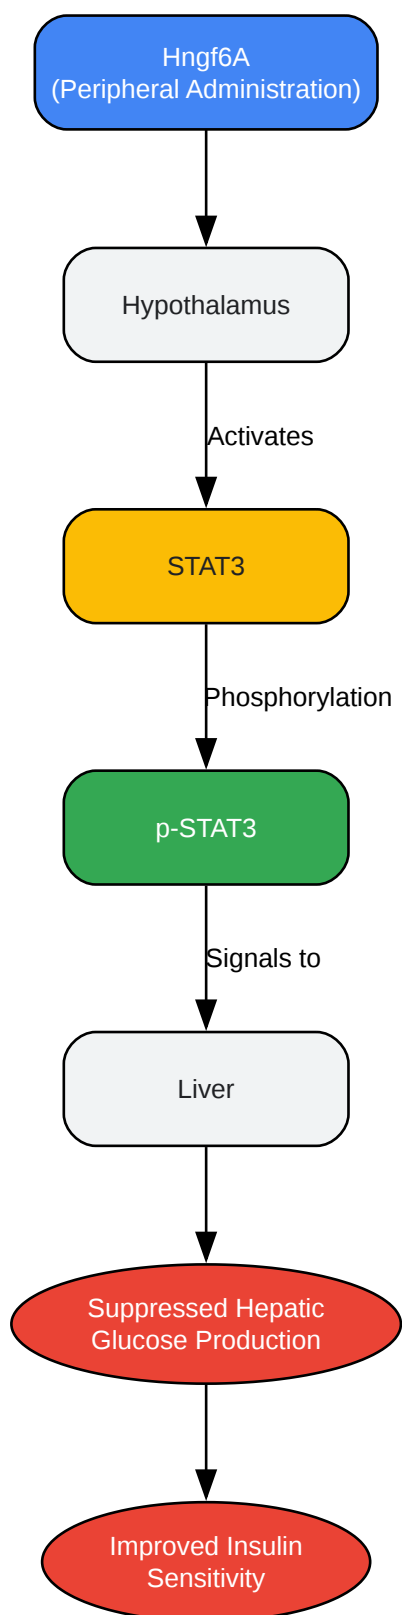 Hngf6A
(Peripheral Administration)
Hypothalamus
Activates
STAT3
Phosphorylation
p-STAT3
Signals to
Liver
Suppressed Hepatic
Glucose Production
Improved Insulin
Sensitivity